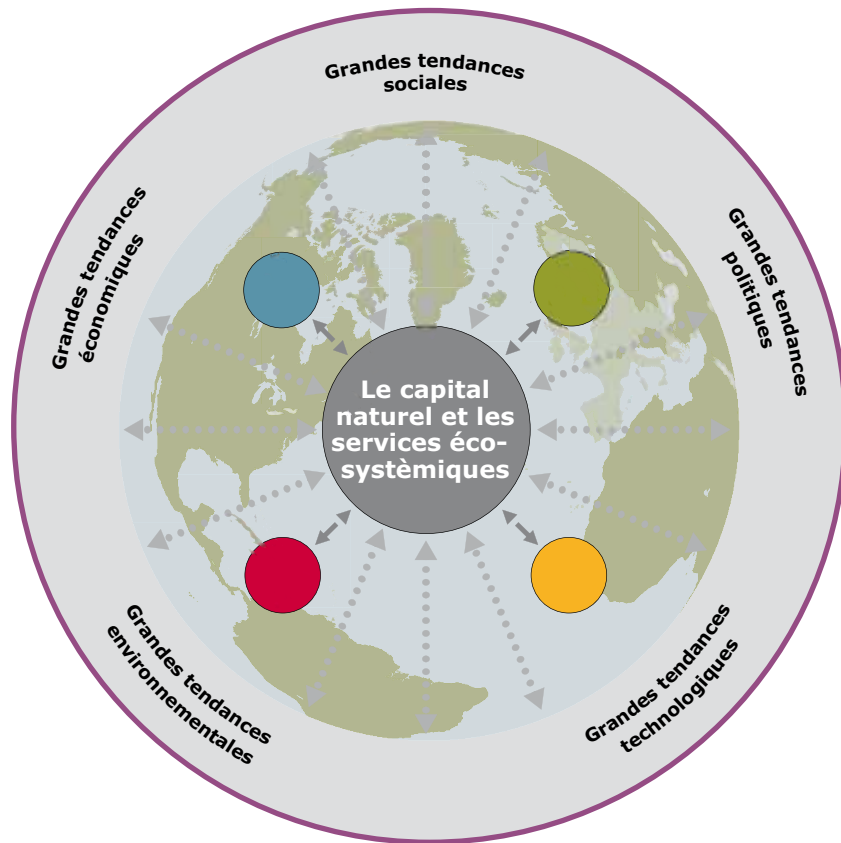 Grandes tendances
sociales
Grandes tendances
économiques
Grandes tendances
politiques
Le capital
naturel et les
services éco-
systèmiques
Grandes tendances
environnementales
Grandes tendances
technologiques